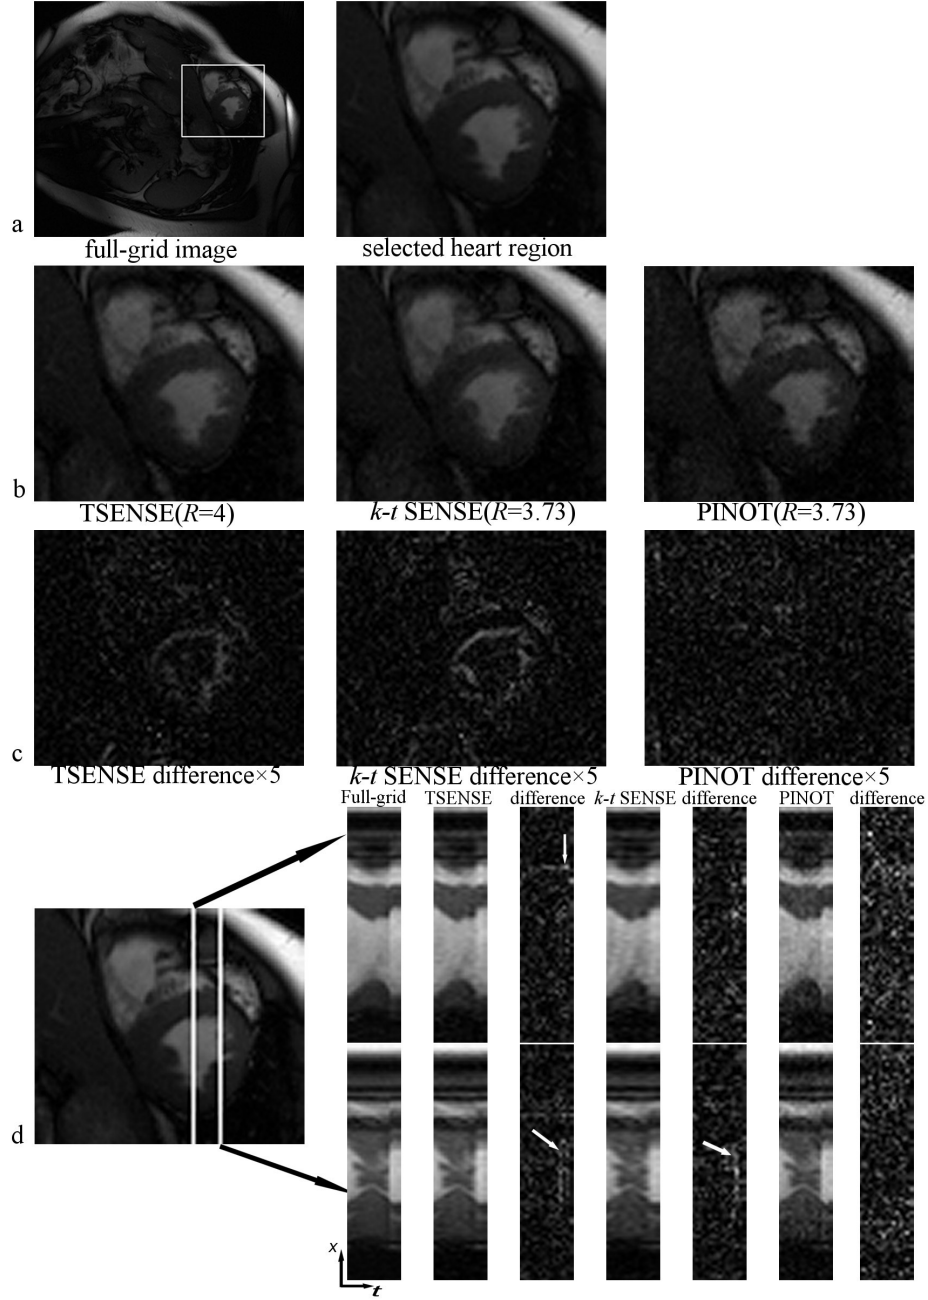 a
full-grid image
selected heart region
b
TSENSE(R=4)
k-t SENSE(R=3.73)
PINOT(R=3.73)
c
TSENSE difference×5
k-t SENSE difference×5
PINOT difference×5
Full-grid TSENSE difference k-t SENSE difference PINOT difference
d
x
t